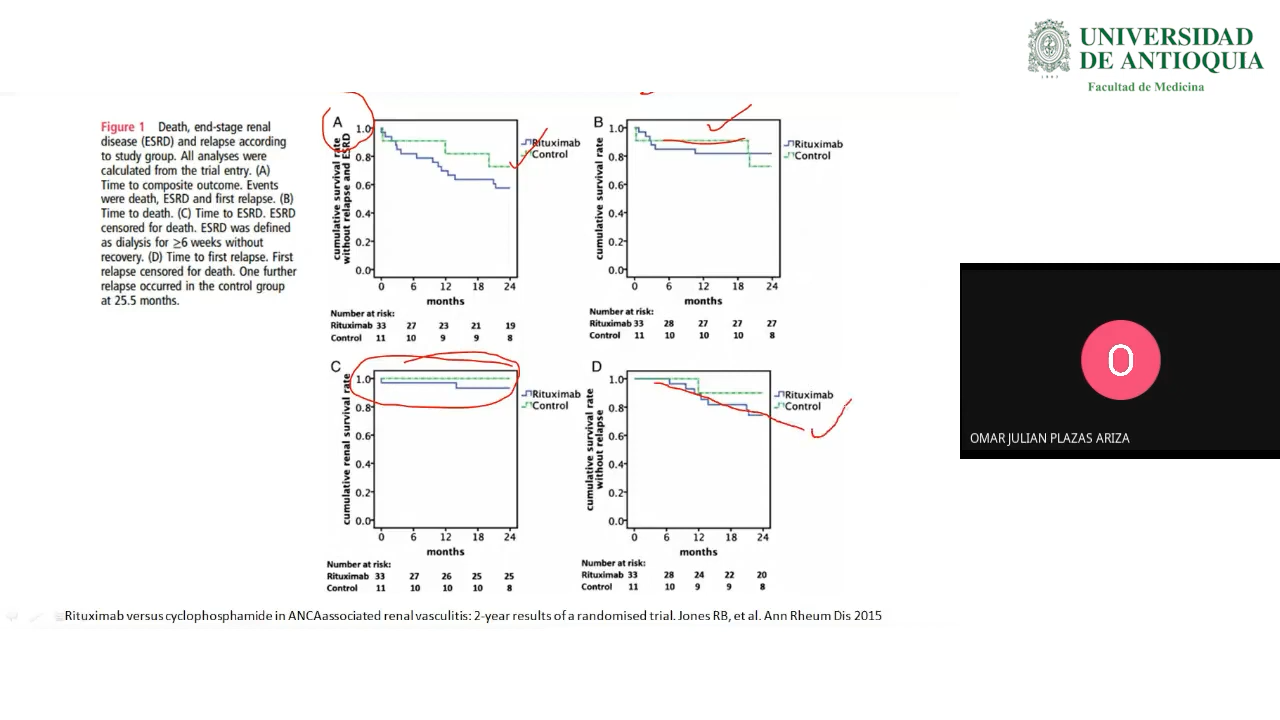 UNIVERSIDAD
DE ANTIOQUIA
Facultad de Medicina
Figure 1 Death, end-stage renal
disease (ESRD) and relapse according
to study group. All analyses were
calculated from the trial entry. (A)
Time to composite outcome. Events
were death, ESRD and first relapse. (B)
Time to death. (C) Time to ESRD. ESRD
censored for death. ESRD was defined
as dialysis for ≥6 weeks without
recovery. (D) Time to first relapse. First
relapse censored for death. One further
relapse occurred in the control group
at 25.5 months.
A
cumulative survival rate
without relapse and ESRD
1.0
0.8
0.6
0.4
0.2
0.0
0 6 12 18 24
months
Rituximab
Control
Number at risk:
Rituximab 33 27 23 21 19
Control 11 10 9 9 8
B
cumulative survival rate
1.0
0.8
0.6
0.4
0.2
0.0
0 6 12 18 24
months
Rituximab
Control
Number at risk:
Rituximab 33 28 27 27 27
Control 11 10 10 10 8
C
cumulative renal survival rate
1.0
0.8
0.6
0.4
0.2
0.0
0 6 12 18 24
months
Rituximab
Control
Number at risk:
Rituximab 33 27 26 25 25
Control 11 10 10 10 8
D
cumulative survival rate
without relapse
1.0
0.8
0.6
0.4
0.2
0.0
0 6 12 18 24
months
Rituximab
Control
Number at risk:
Rituximab 33 28 24 22 20
Control 11 10 9 9 8
Rituximab versus cyclophosphamide in ANCAassociated renal vasculitis: 2-year results of a randomised trial. Jones RB, et al. Ann Rheum Dis 2015
O
OMAR JULIAN PLAZAS ARIZA